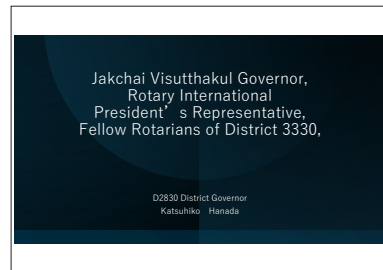 Jakchai Visutthakul Governor,
Rotary International
President’s Representative,
Fellow Rotarians of District 3330,
D2830 District Governor
Katsuhiko　Hanada